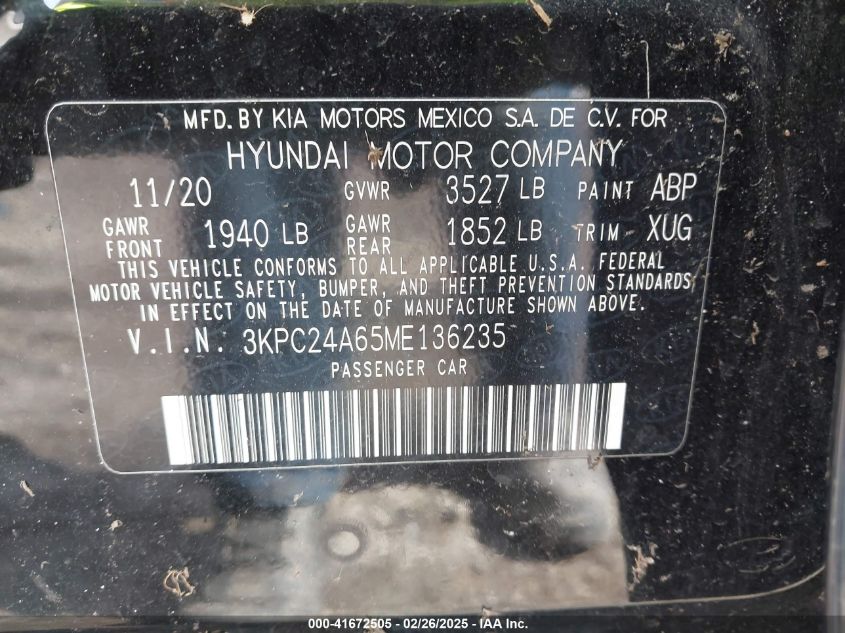 MFD. BY KIA MOTORS MEXICO S.A. DE C.V. FOR
HYUNDAI MOTOR COMPANY
11/20 GVWR 3527 LB PAINT ABP
GAWR FRONT 1940 LB GAWR REAR 1852 LB TRIM XUG
THIS VEHICLE CONFORMS TO ALL APPLICABLE U.S.A. FEDERAL
MOTOR VEHICLE SAFETY, BUMPER, AND THEFT PREVENTION STANDARDS
IN EFFECT ON THE DATE OF MANUFACTURE SHOWN ABOVE.
V.I.N. 3KPC24A65ME136235
PASSENGER CAR
000-41672505 - 02/26/2025 - IAA Inc.